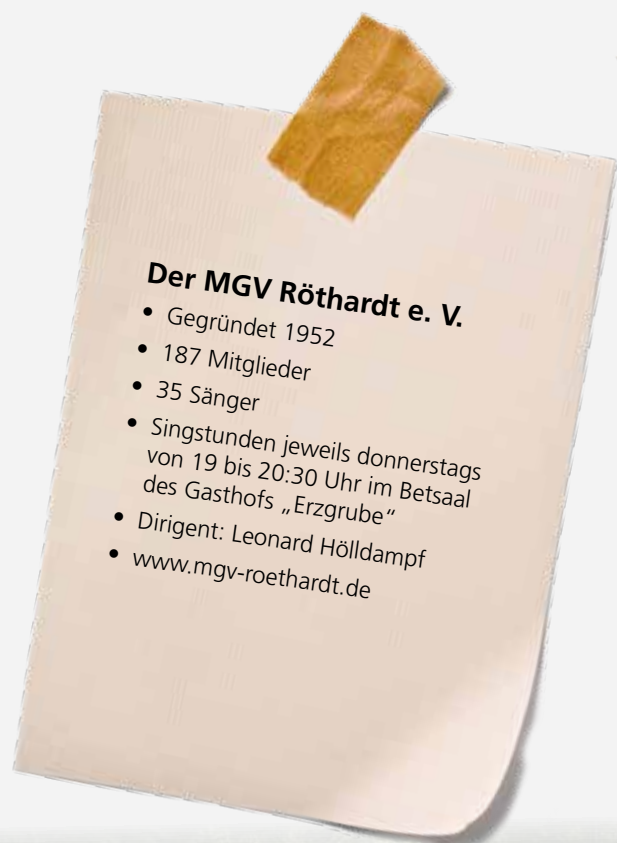 Der MGV Röthardt e. V.
• Gegründet 1952
• 187 Mitglieder
• 35 Sänger
• Singstunden jeweils donnerstags
von 19 bis 20:30 Uhr im Betsaal
des Gasthofs „Erzgrube“
• Dirigent: Leonard Hölldampf
• www.mgv-roethardt.de